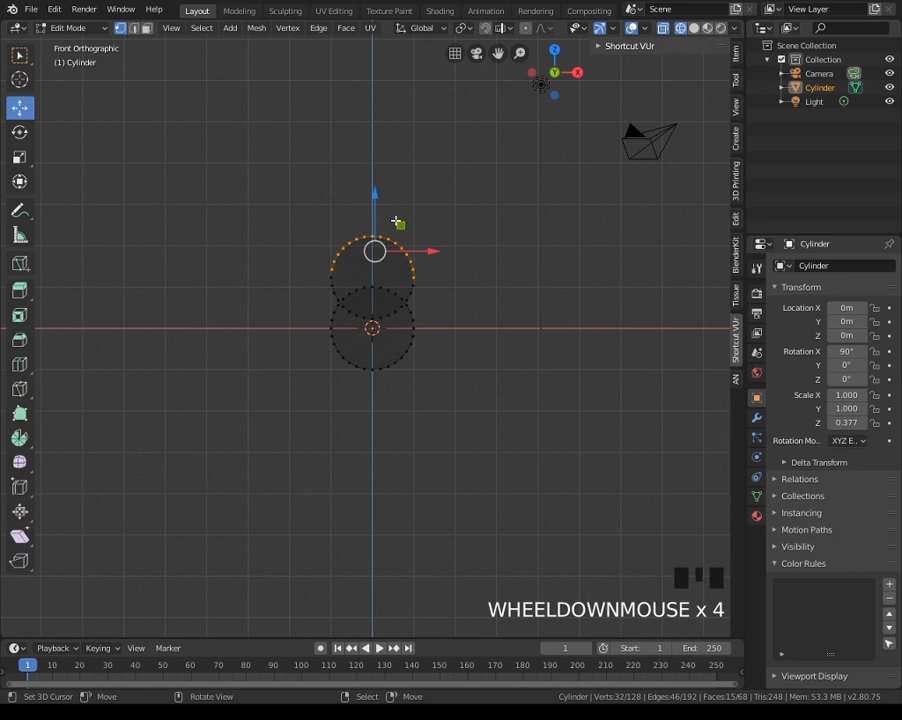 File Edit Render Window Help Layout Modeling Sculpting UV Editing Texture Paint Shading Animation Rendering Compositing Scene View Layer
Edit Mode View Select Add Mesh Vertex Edge Face UV Global
Front Orthographic
(1) Cylinder
Shortcut VUr
Z
Y
X
Item
Tool
View
Create
3D Printing
Edit
BlenderKit
Tissue
Shortcut VUr
AN
Scene Collection
Collection
Camera
Cylinder
Light
Cylinder
Cylinder
Transform
Location X 0m
Y 0m
Z 0m
Rotation X 90°
Y 0°
Z 0°
Scale X 1.000
Y 1.000
Z 0.377
Rotation Mo.. XYZ E..
Delta Transform
Relations
Collections
Instancing
Motion Paths
Visibility
Color Rules
Viewport Display
WHEELDOWNMOUSE x 4
Playback Keying View Marker 1 Start: 1 End: 250
1 10 20 30 40 50 60 70 80 90 100 110 120 130 140 150 160 170 180 190 200 210 220 230 240 250
Set 3D Cursor Move Rotate View Select Move Cylinder | Verts:32/128 | Edges:46/192 | Faces:15/68 | Tris:248 | Mem: 53.3 MB | v2.80.75